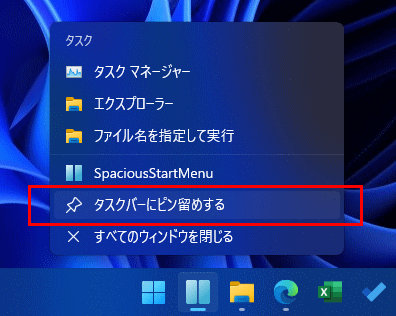 タスク
タスク マネージャー
エクスプローラー
ファイル名を指定して実行
SpaciousStartMenu
タスクバーにピン留めする
すべてのウィンドウを閉じる